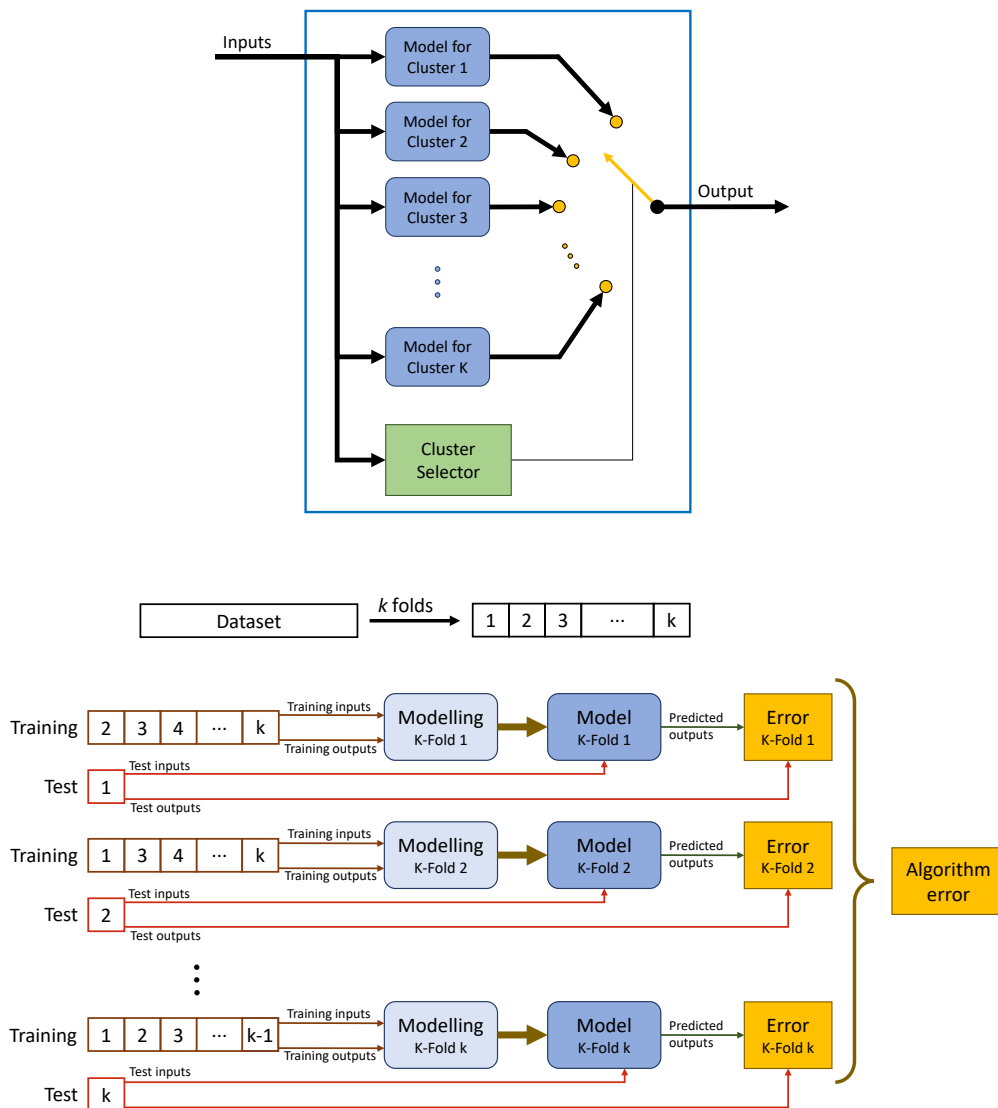 Inputs
Model for
Cluster 1
Model for
Cluster 2
Model for
Cluster 3
Output
Model for
Cluster K
Cluster
Selector
Dataset
k folds
1 2 3 ... k
Training
2 3 4 ... k
Training inputs
Training outputs
Modelling
K-Fold 1
Model
K-Fold 1
Predicted
outputs
Error
K-Fold 1
Test
1
Test inputs
Test outputs
Training
1 3 4 ... k
Training inputs
Training outputs
Modelling
K-Fold 2
Model
K-Fold 2
Predicted
outputs
Error
K-Fold 2
Test
2
Test inputs
Test outputs
Algorithm
error
Training
1 2 3 ... k-1
Training inputs
Training outputs
Modelling
K-Fold k
Model
K-Fold k
Predicted
outputs
Error
K-Fold k
Test
k
Test inputs
Test outputs